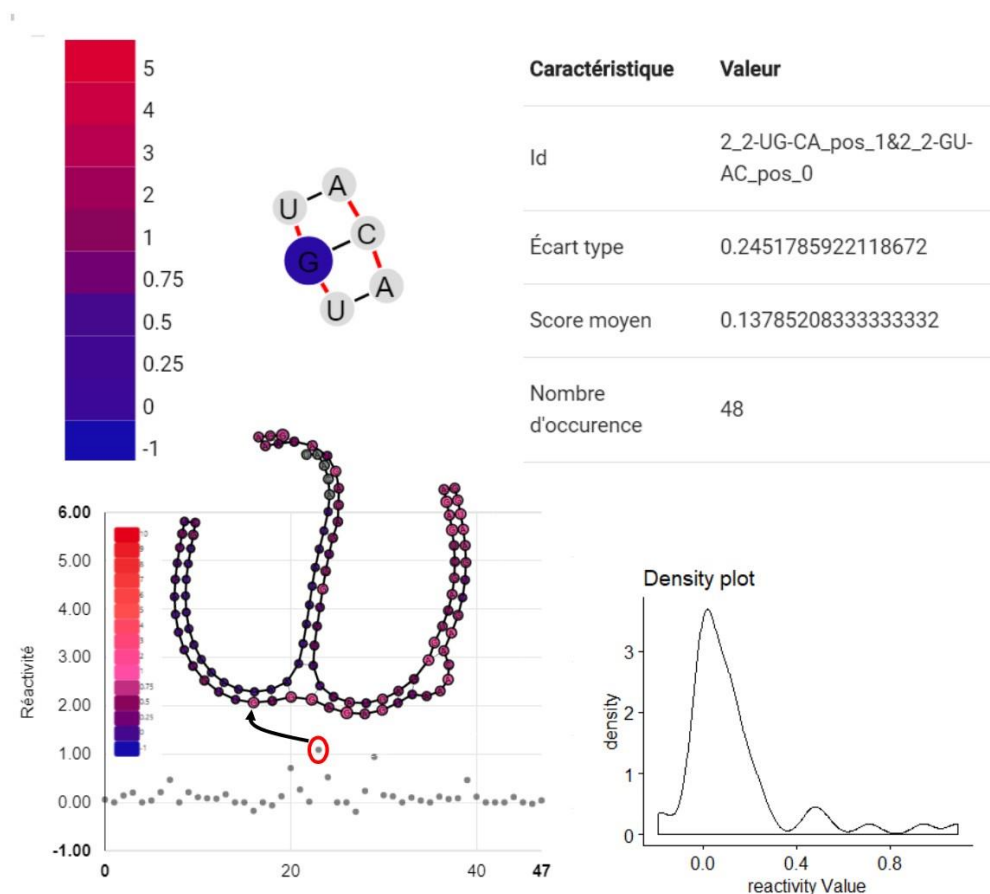 5
4
3
2
1
0.75
0.5
0.25
0
-1
A
U
C
G
A
U
Caractéristique Valeur
Id 2_2-UG-CA_pos_1&2_2-GU-
AC_pos_0
Écart type 0.2451785922118672
Score moyen 0.13785208333333332
Nombre
d'occurence 48
Réactivité
6.00
5.00
4.00
3.00
2.00
1.00
0.00
-1.00
0 20 40 47
Density plot
density
3
2
1
0
0.0 0.4 0.8
reactivity Value